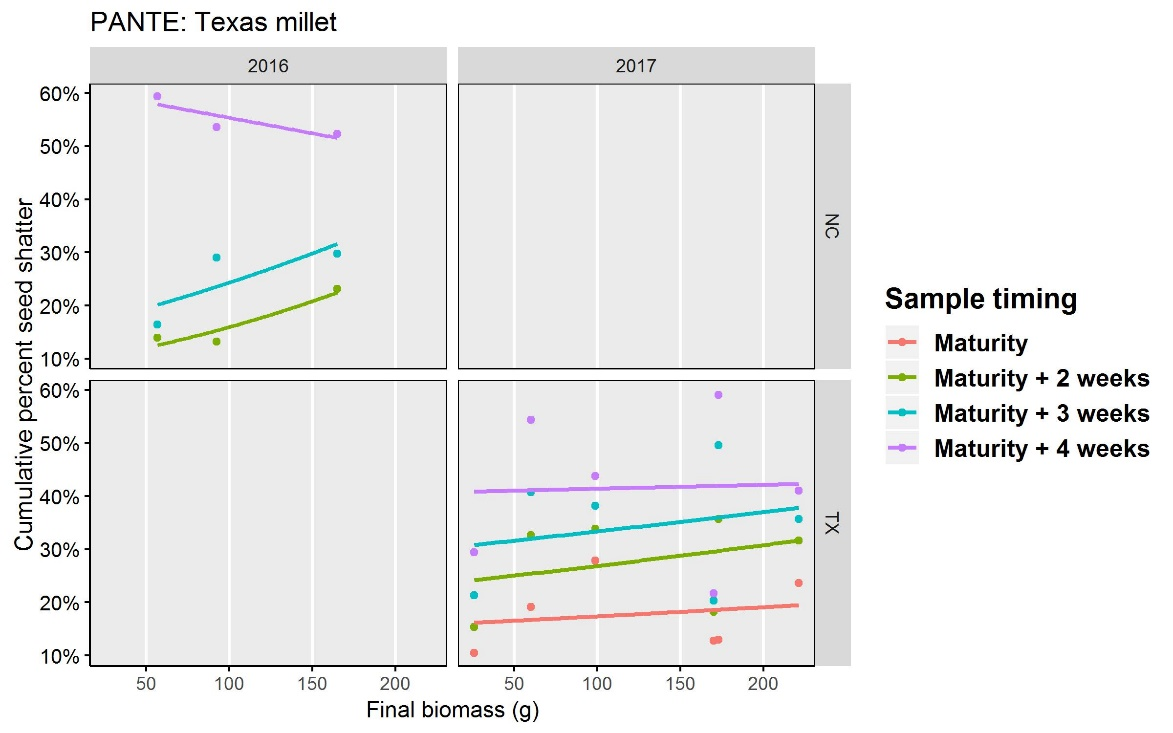 PANTE: Texas millet
2016
2017
60%
50%
40%
30%
20%
10%
NC
60%
50%
40%
30%
20%
10%
TX
Cumulative percent seed shatter
50
100
150
200
50
100
150
200
Final biomass (g)
Sample timing
Maturity
Maturity + 2 weeks
Maturity + 3 weeks
Maturity + 4 weeks